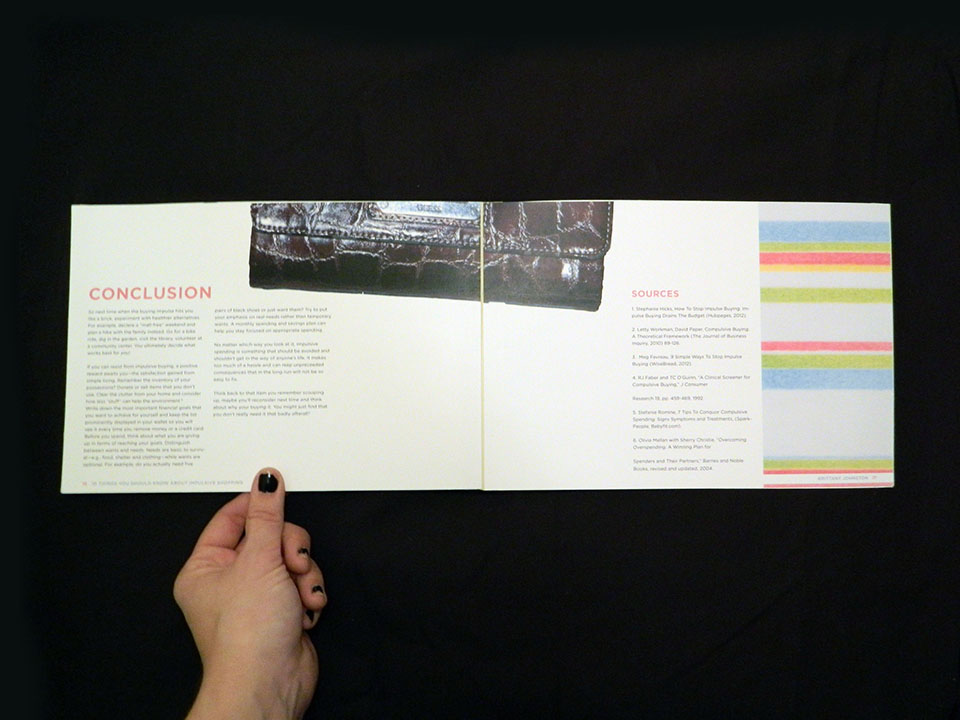 CONCLUSION
So next time when the buying impulse hits you
like a brick, experiment with healthier alternatives.
For example, declare a "mall-free" weekend and
plan a hike with the family instead. Go for a bike
ride, dig in the garden, visit the library, volunteer at
a community center. You ultimately decide what
works best for you!
If you resist from impulsive buying, a positive
reward awaits you—the satisfaction gained from
simple living. Remember the inventory of your
possessions? Donate or sell items that you don't
use. Clear the clutter from your home and consider
how less "stuff" can help the environment!
Write down the most important financial goals that
you want to achieve for yourself and keep the list
prominently displayed in your wallet so you will
see it every time you remove money or a credit card.
Before you spend, think about what you are giving
up in terms of reaching your goals. Distinguish
between wants and needs. Needs are basic to surviv-
al—e.g., food, shelter and clothing—while wants are
optional. For example, do you actually need five
pairs of black shoes or just want them? Try to put
your emphasis on real needs rather than temporary
wants. A monthly spending and savings plan can
help you stay focused on appropriate spending.
No matter which way you look at it, impulsive
spending is something that should be avoided and
shouldn't get in the way of anyone's life. It makes
too much of a hassle and can reap unsucceeded
consequences that in the long run will not be so
easy to fix.
Think back to that item you remember scooping
up. Maybe you'll reconsider next time and think
about why your buying it. You might just find that
you don't really need it that badly afterall!
16 15 THINGS YOU SHOULD KNOW ABOUT IMPULSIVE SHOPPING
SOURCES
1. Stephanie Hicks, How To Stop Impulse Buying: Im-
pulse Buying Drains The Budget (Hubpages, 2012).
2. Letty Workman, David Paper, Compulsive Buying:
A Theoretical Framework (The Journal of Business
Inquiry, 2010) 89-126.
3. Meg Favreau, 8 Simple Ways To Stop Impulse
Buying (WiseBread, 2012).
4. RJ Faber and TC O'Guinn, "A Clinical Screener for
Compulsive Buying," J Consumer
Research 19, pp. 459-469, 1992
5. Stefanie Romine, 7 Tips To Conquer Compulsive
Spending: Signs Symptoms and Treatments, (Spark-
People, Babyfit.com).
6. Olivia Mellan with Sherry Christie, "Overcoming
Overspending: A Winning Plan for
Spenders and Their Partners," Barnes and Noble
Books, revised and updated, 2004.
BRITTENY JOHNSTON 17